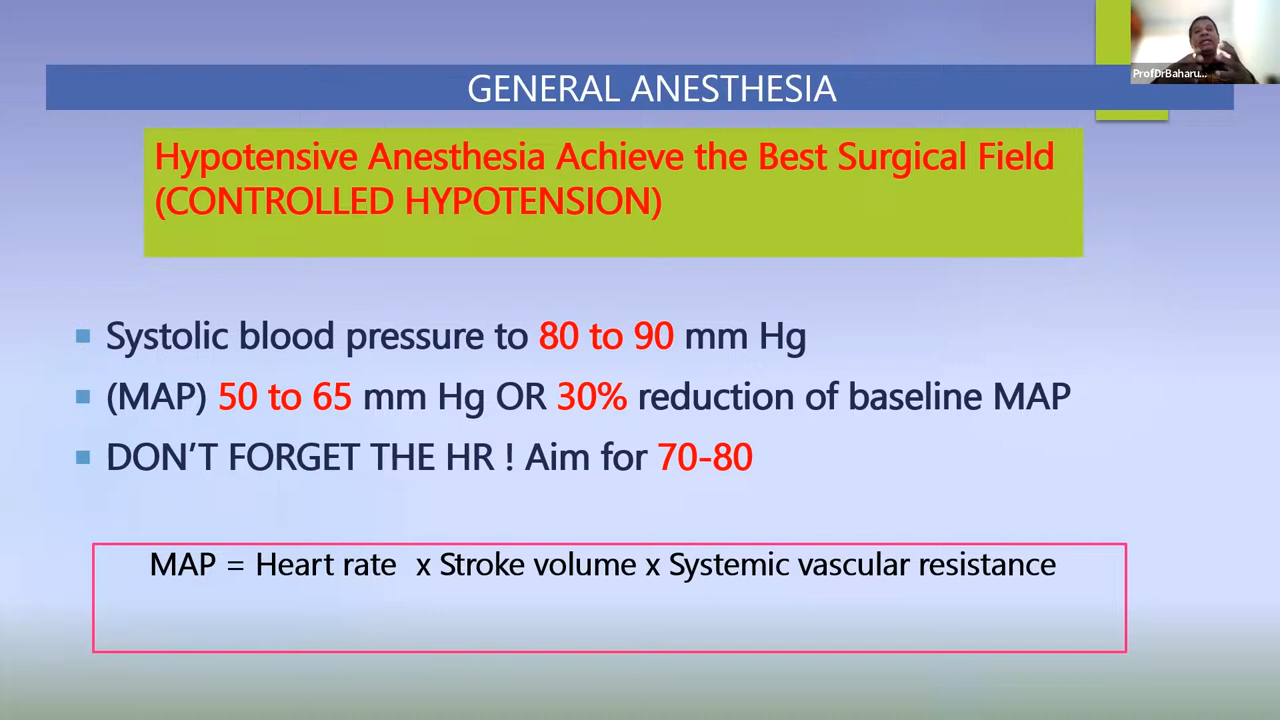 ProfDrBaharu...
GENERAL ANESTHESIA
Hypotensive Anesthesia Achieve the Best Surgical Field
(CONTROLLED HYPOTENSION)
Systolic blood pressure to 80 to 90 mm Hg
(MAP) 50 to 65 mm Hg OR 30% reduction of baseline MAP
DON'T FORGET THE HR ! Aim for 70-80
MAP = Heart rate x Stroke volume x Systemic vascular resistance